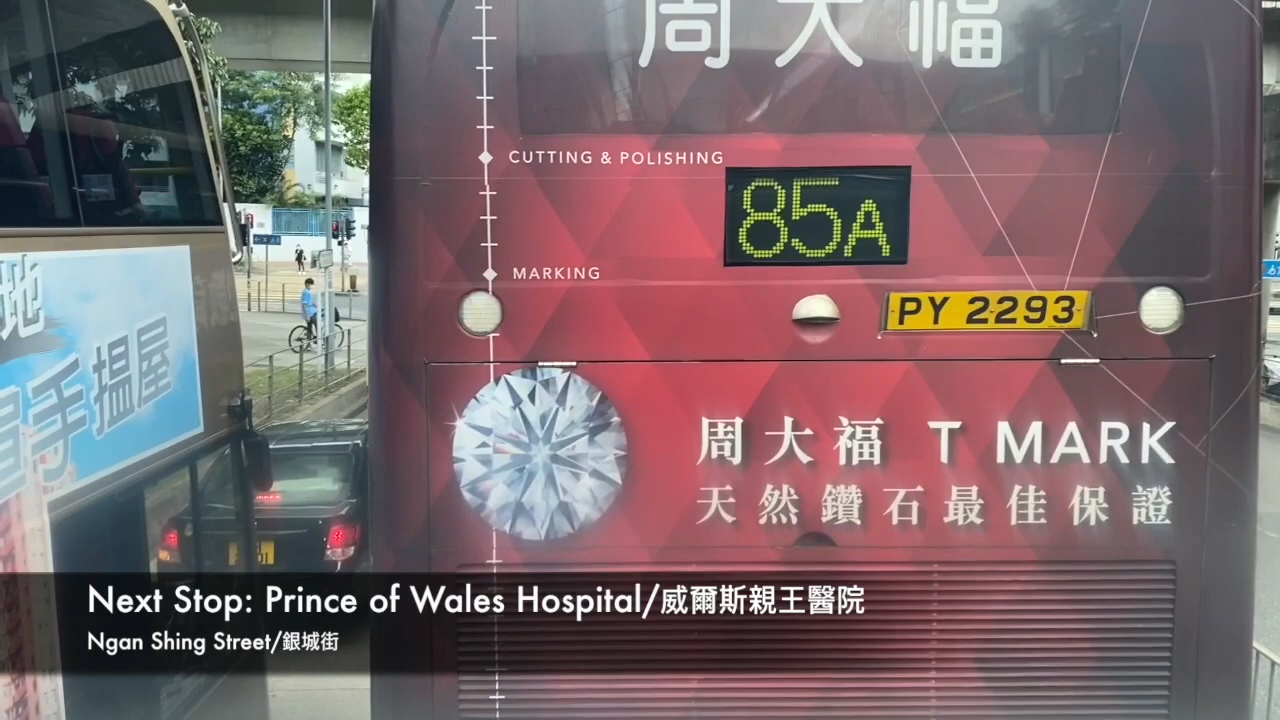 周大福
CUTTING & POLISHING
85A
MARKING
PY 2293
地
手搵屋
周大福 T MARK
天然鑽石最佳保證
Next Stop: Prince of Wales Hospital/威爾斯親王醫院
Ngan Shing Street/銀城街